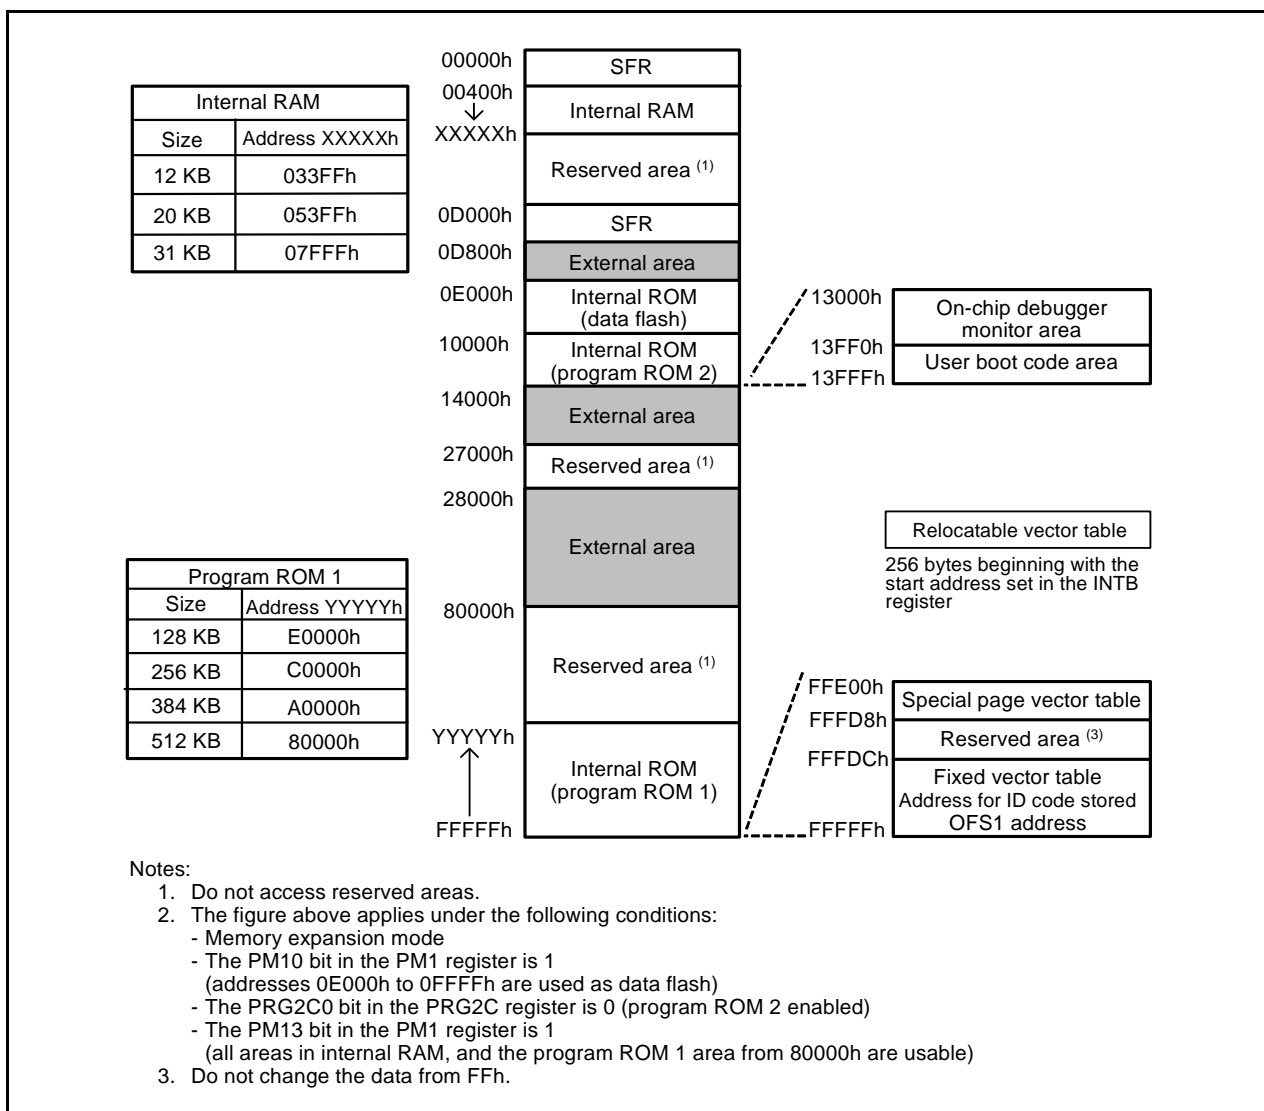 Internal RAM
Size Address XXXXXh
12 KB 033FFh
20 KB 053FFh
31 KB 07FFFh
Program ROM 1
Size Address YYYYYh
128 KB E0000h
256 KB C0000h
384 KB A0000h
512 KB 80000h
00000h SFR
00400h
Internal RAM
XXXXXh
Reserved area (1)
0D000h SFR
0D800h External area
0E000h Internal ROM
(data flash)
10000h Internal ROM
(program ROM 2)
14000h External area
27000h Reserved area (1)
28000h
External area
80000h
Reserved area (1)
YYYYYh
Internal ROM
(program ROM 1)
FFFFFh
13000h On-chip debugger
monitor area
13FF0h User boot code area
13FFFh
Relocatable vector table
256 bytes beginning with the
start address set in the INTB
register
FFE00h Special page vector table
FFFD8h Reserved area (3)
FFFDCh Fixed vector table
Address for ID code stored
OFS1 address
FFFFFh
Notes:
1. Do not access reserved areas.
2. The figure above applies under the following conditions:
- Memory expansion mode
- The PM10 bit in the PM1 register is 1
(addresses 0E000h to 0FFFFh are used as data flash)
- The PRG2C0 bit in the PRG2C register is 0 (program ROM 2 enabled)
- The PM13 bit in the PM1 register is 1
(all areas in internal RAM, and the program ROM 1 area from 80000h are usable)
3. Do not change the data from FFh.